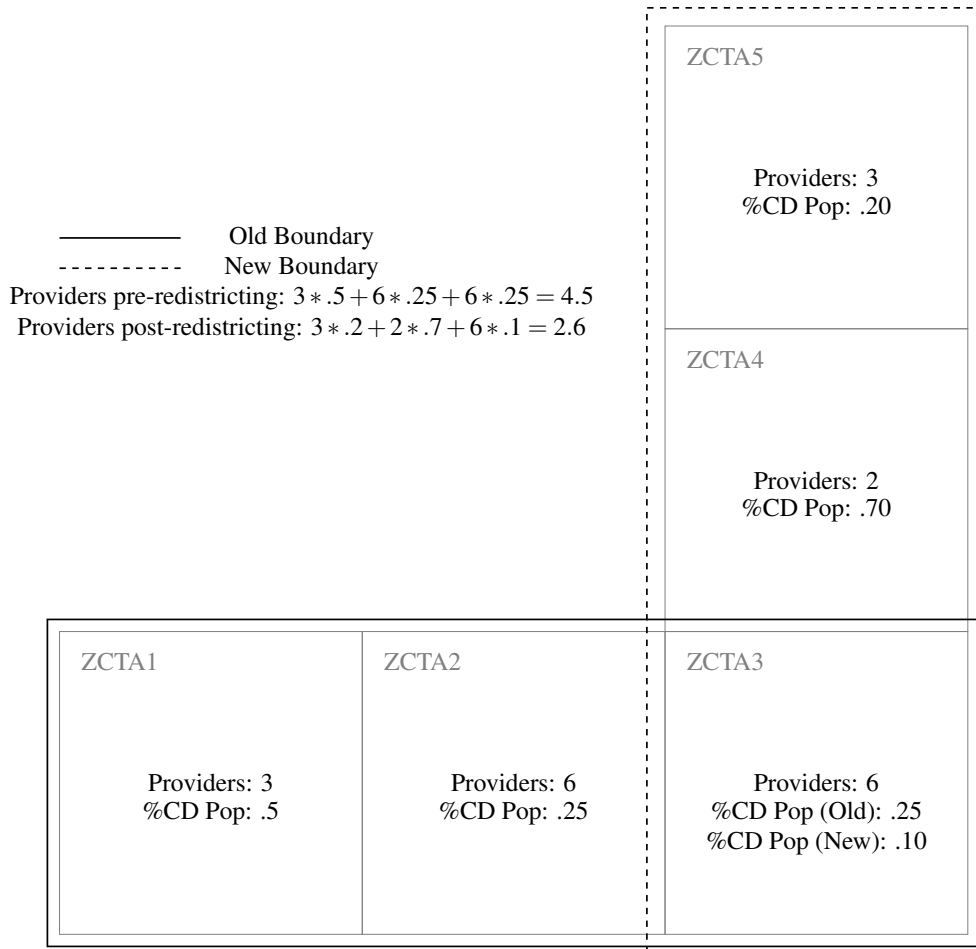 ZCTA5
Providers: 3
%CD Pop: .20
Old Boundary
New Boundary
Providers pre-redistricting: 3 ∗ .5 + 6 ∗ .25 + 6 ∗ .25 = 4.5
Providers post-redistricting: 3 ∗ .2 + 2 ∗ .7 + 6 ∗ .1 = 2.6
ZCTA4
Providers: 2
%CD Pop: .70
ZCTA1
Providers: 3
%CD Pop: .5
ZCTA2
Providers: 6
%CD Pop: .25
ZCTA3
Providers: 6
%CD Pop (Old): .25
%CD Pop (New): .10